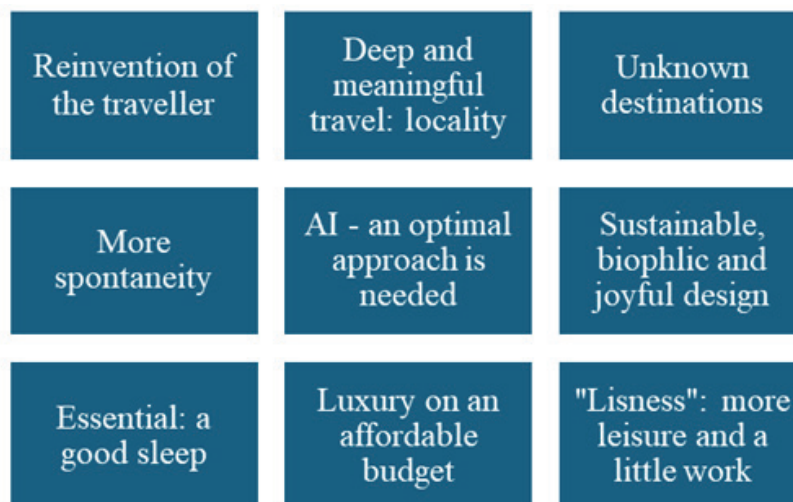 Reinvention of
the traveller
Deep and
meaningful
travel: locality
Unknown
destinations
More
spontaneity
AI - an optimal
approach is
needed
Sustainable,
biophlic and
joyful design
Essential: a
good sleep
Luxury on an
affordable
budget
"Lisness": more
leisure and a
little work